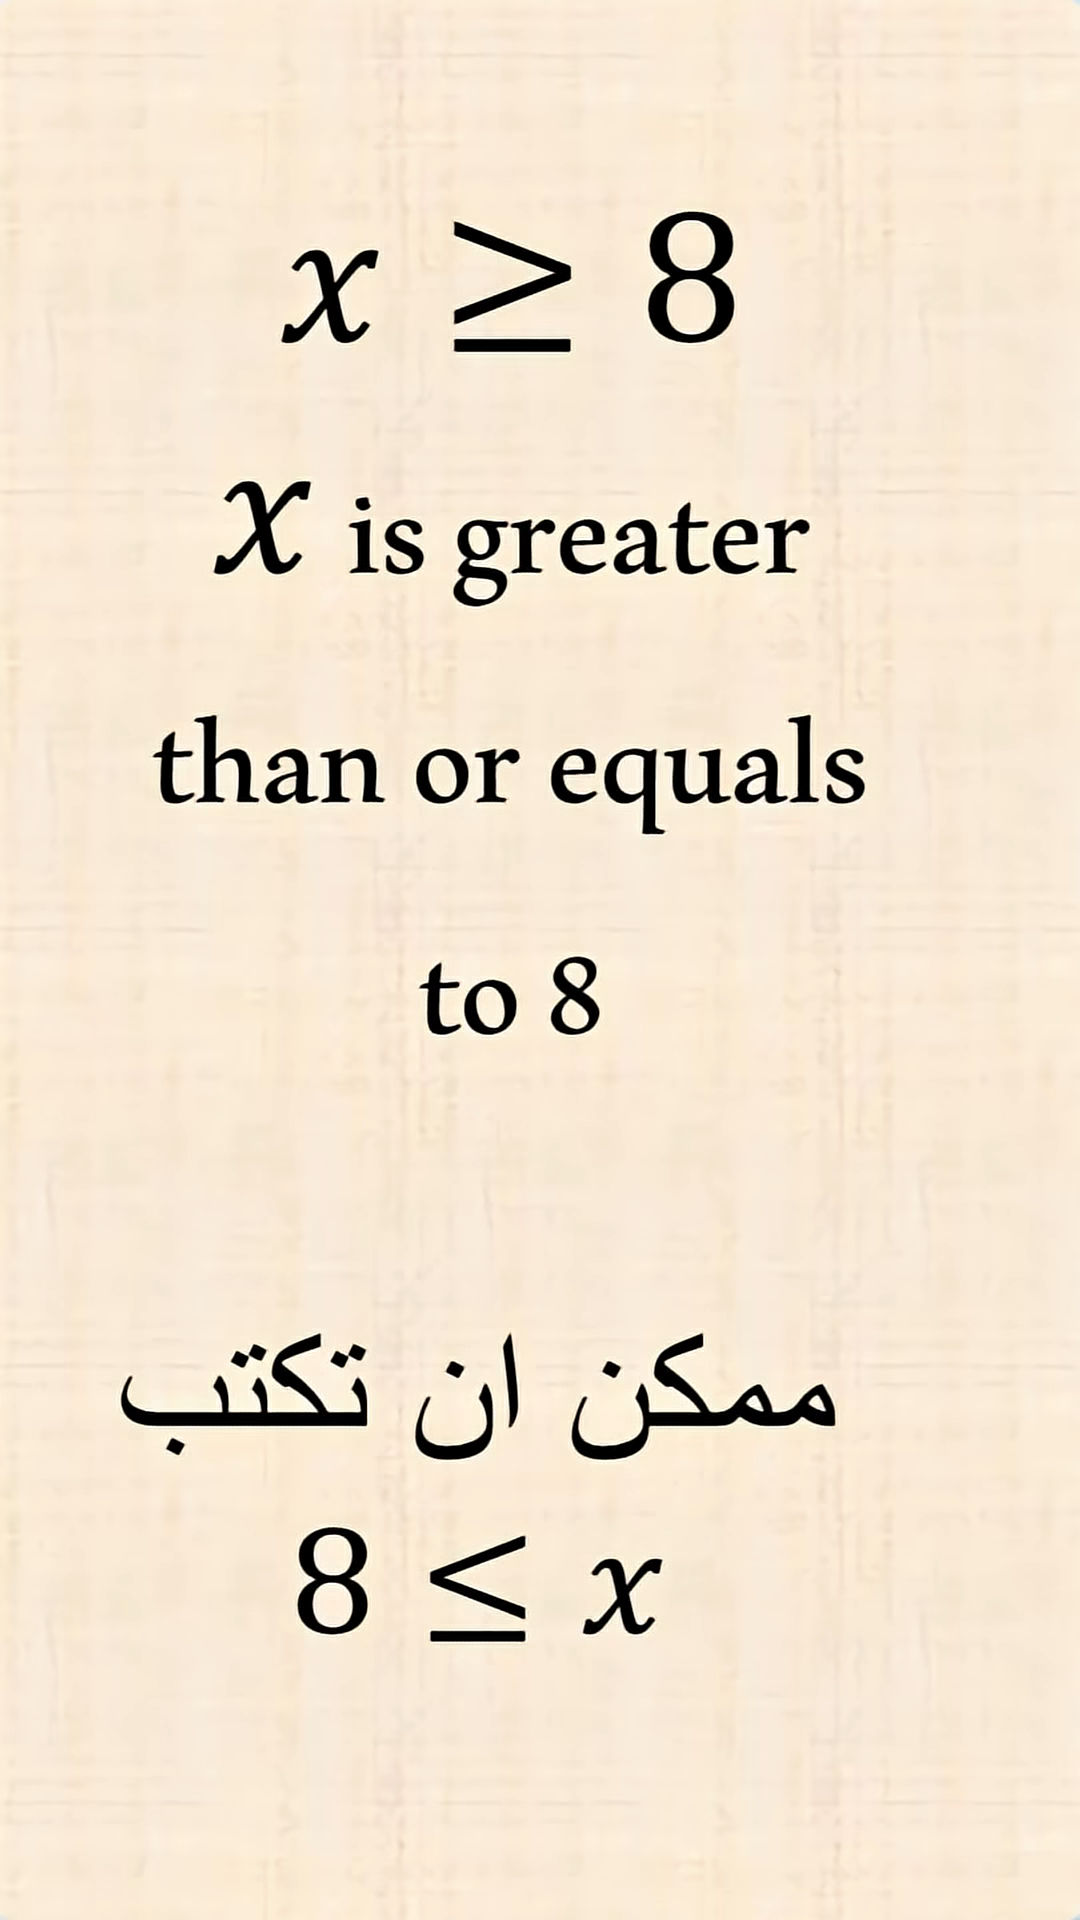 x ≥ 8
x is greater
than or equals
to 8
ممكن ان تكتب
8 ≤ x